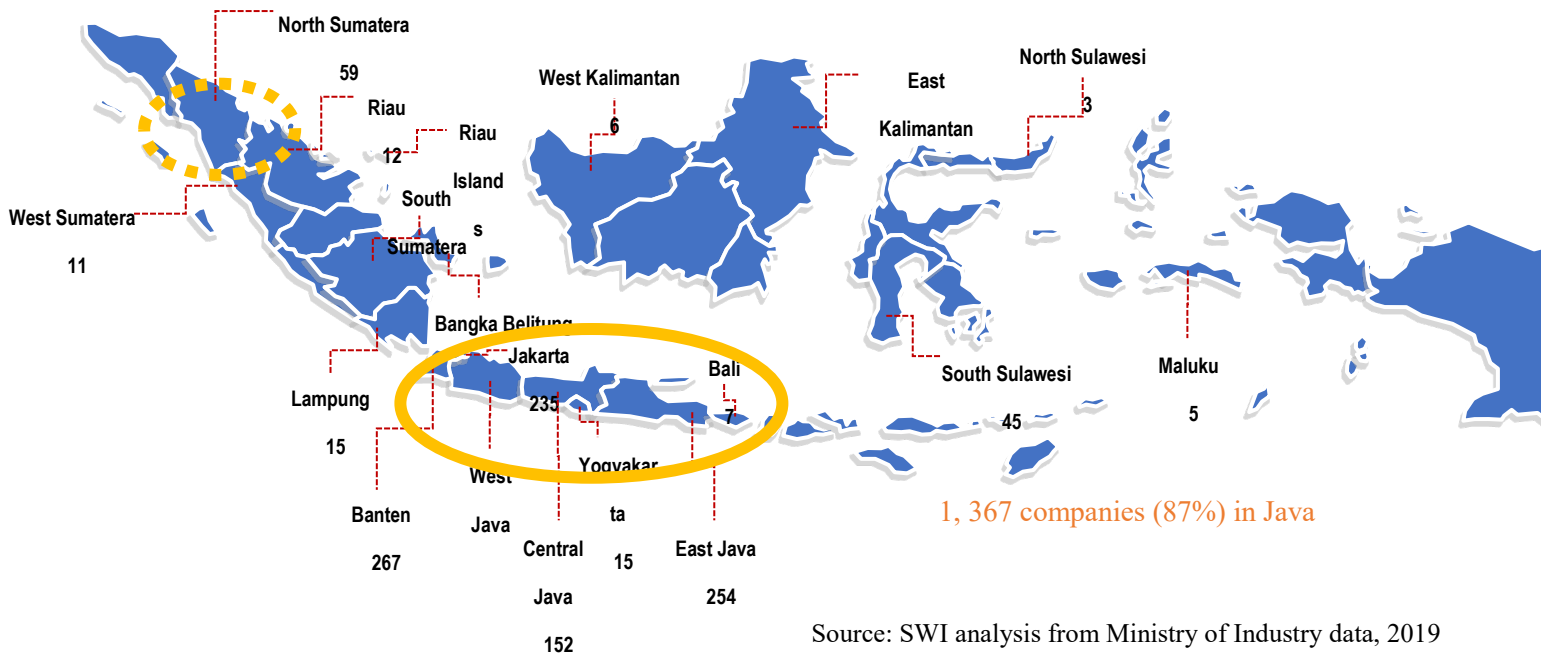 North Sumatera
59
Riau
12
Riau
Island
s
West Sumatera
11
South
Sumatera
Bangka Belitung
Lampung
15
Jakarta
235
Banten
267
West
Java
Central
Java
152
Yogyakar
ta
15
East Java
254
Bali
7
West Kalimantan
6
East
Kalimantan
North Sulawesi
3
South Sulawesi
45
Maluku
5
1, 367 companies (87%) in Java
Source: SWI analysis from Ministry of Industry data, 2019